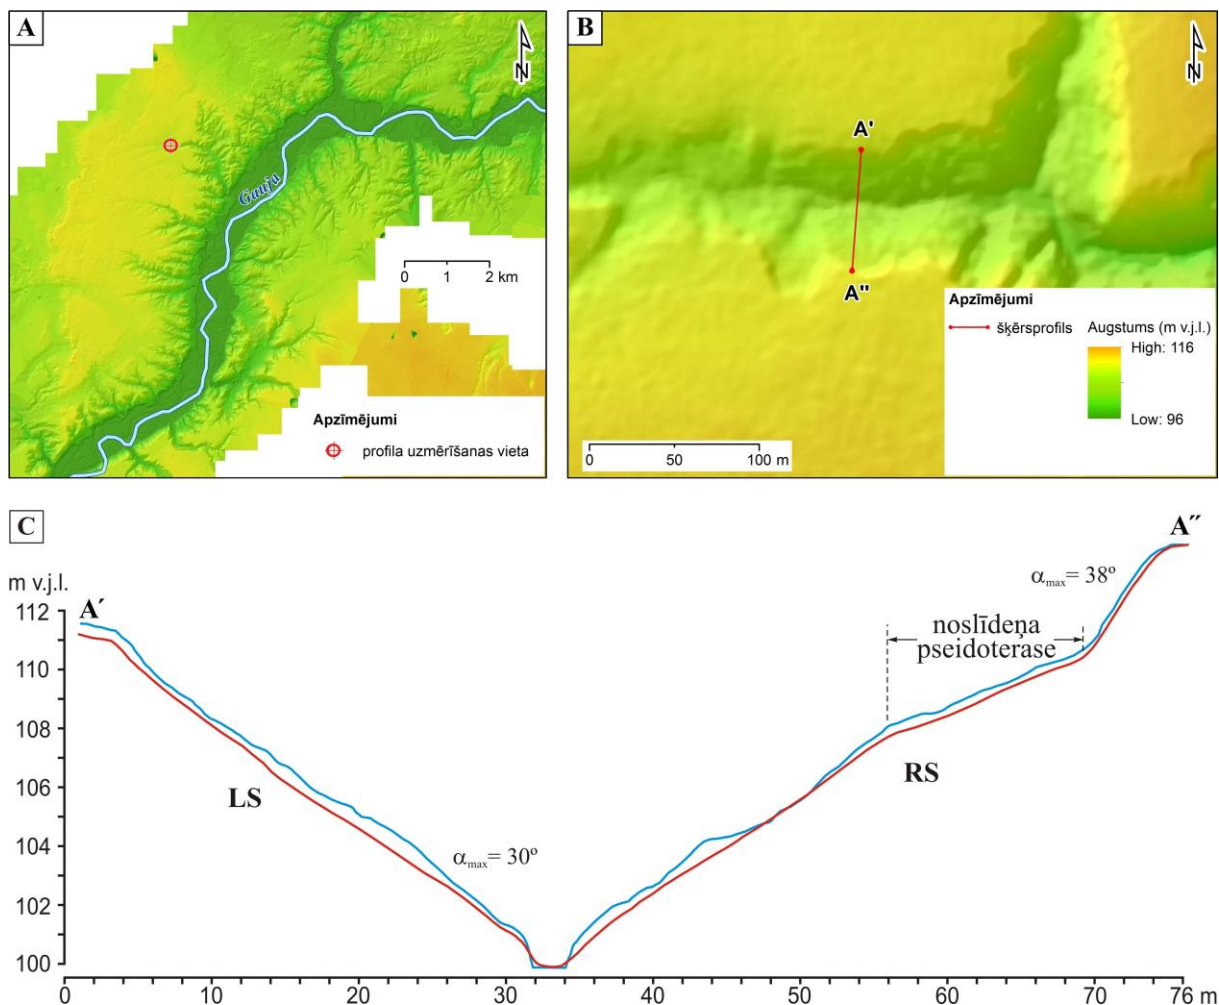 A
N
Gauja
0 1 2 km
Apzīmējumi
profila uzmērīšanas vieta
B
N
A'
A"
Apzīmējumi
šķērsprofils
Augstums (m v.j.l.)
High: 116
Low: 96
0 50 100 m
C
A″
m v.j.l.
αmax= 38º
A′
noslīdeņa
pseidoterase
112
110
108
106
104
102
100
LS
RS
αmax= 30º
0 10 20 30 40 50 60 70 76 m